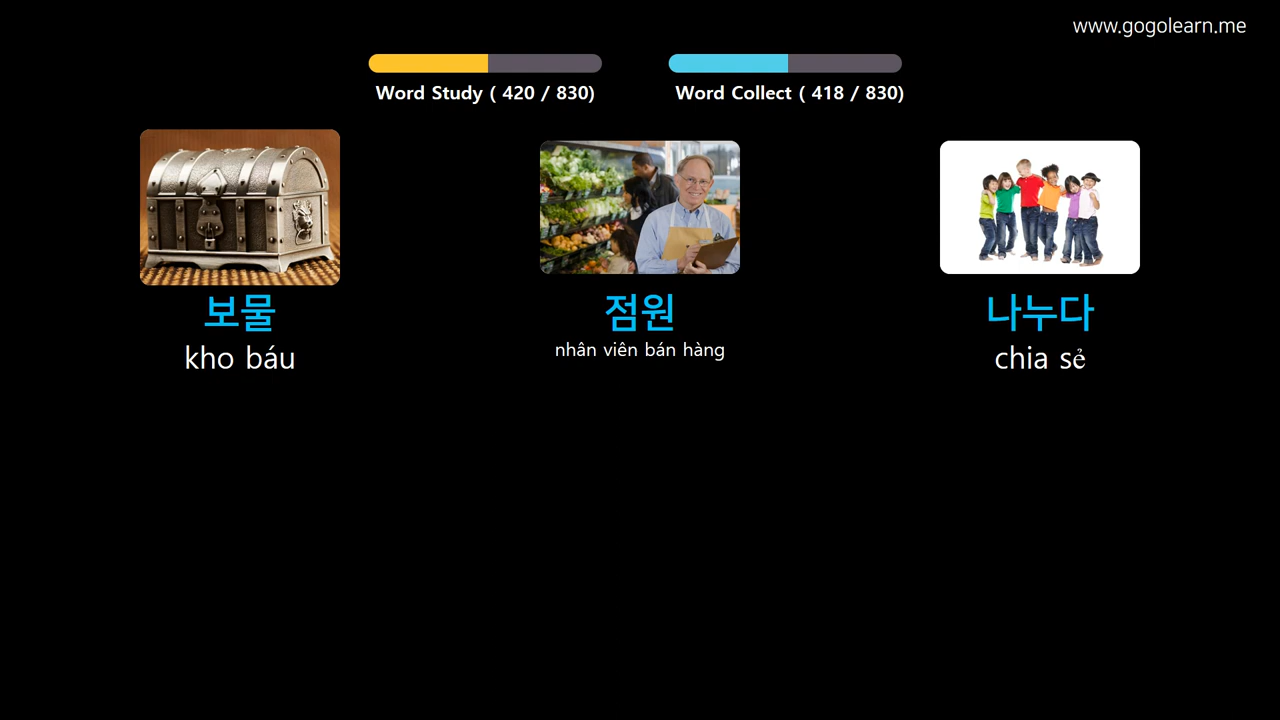 www.gogolearn.me
Word Study ( 420 / 830)
Word Collect ( 418 / 830)
보물
kho báu
점원
nhân viên bán hàng
나누다
chia sẻ